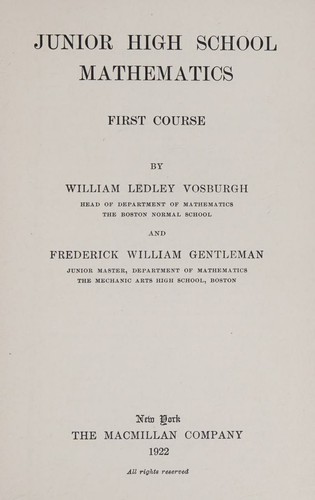 JUNIOR HIGH SCHOOL
MATHEMATICS
FIRST COURSE
BY
WILLIAM LEDLEY VOSBURGH
HEAD OF DEPARTMENT OF MATHEMATICS
THE BOSTON NORMAL SCHOOL
AND
FREDERICK WILLIAM GENTLEMAN
JUNIOR MASTER, DEPARTMENT OF MATHEMATICS
THE MECHANIC ARTS HIGH SCHOOL, BOSTON
New York
THE MACMILLAN COMPANY
1922
All rights reserved